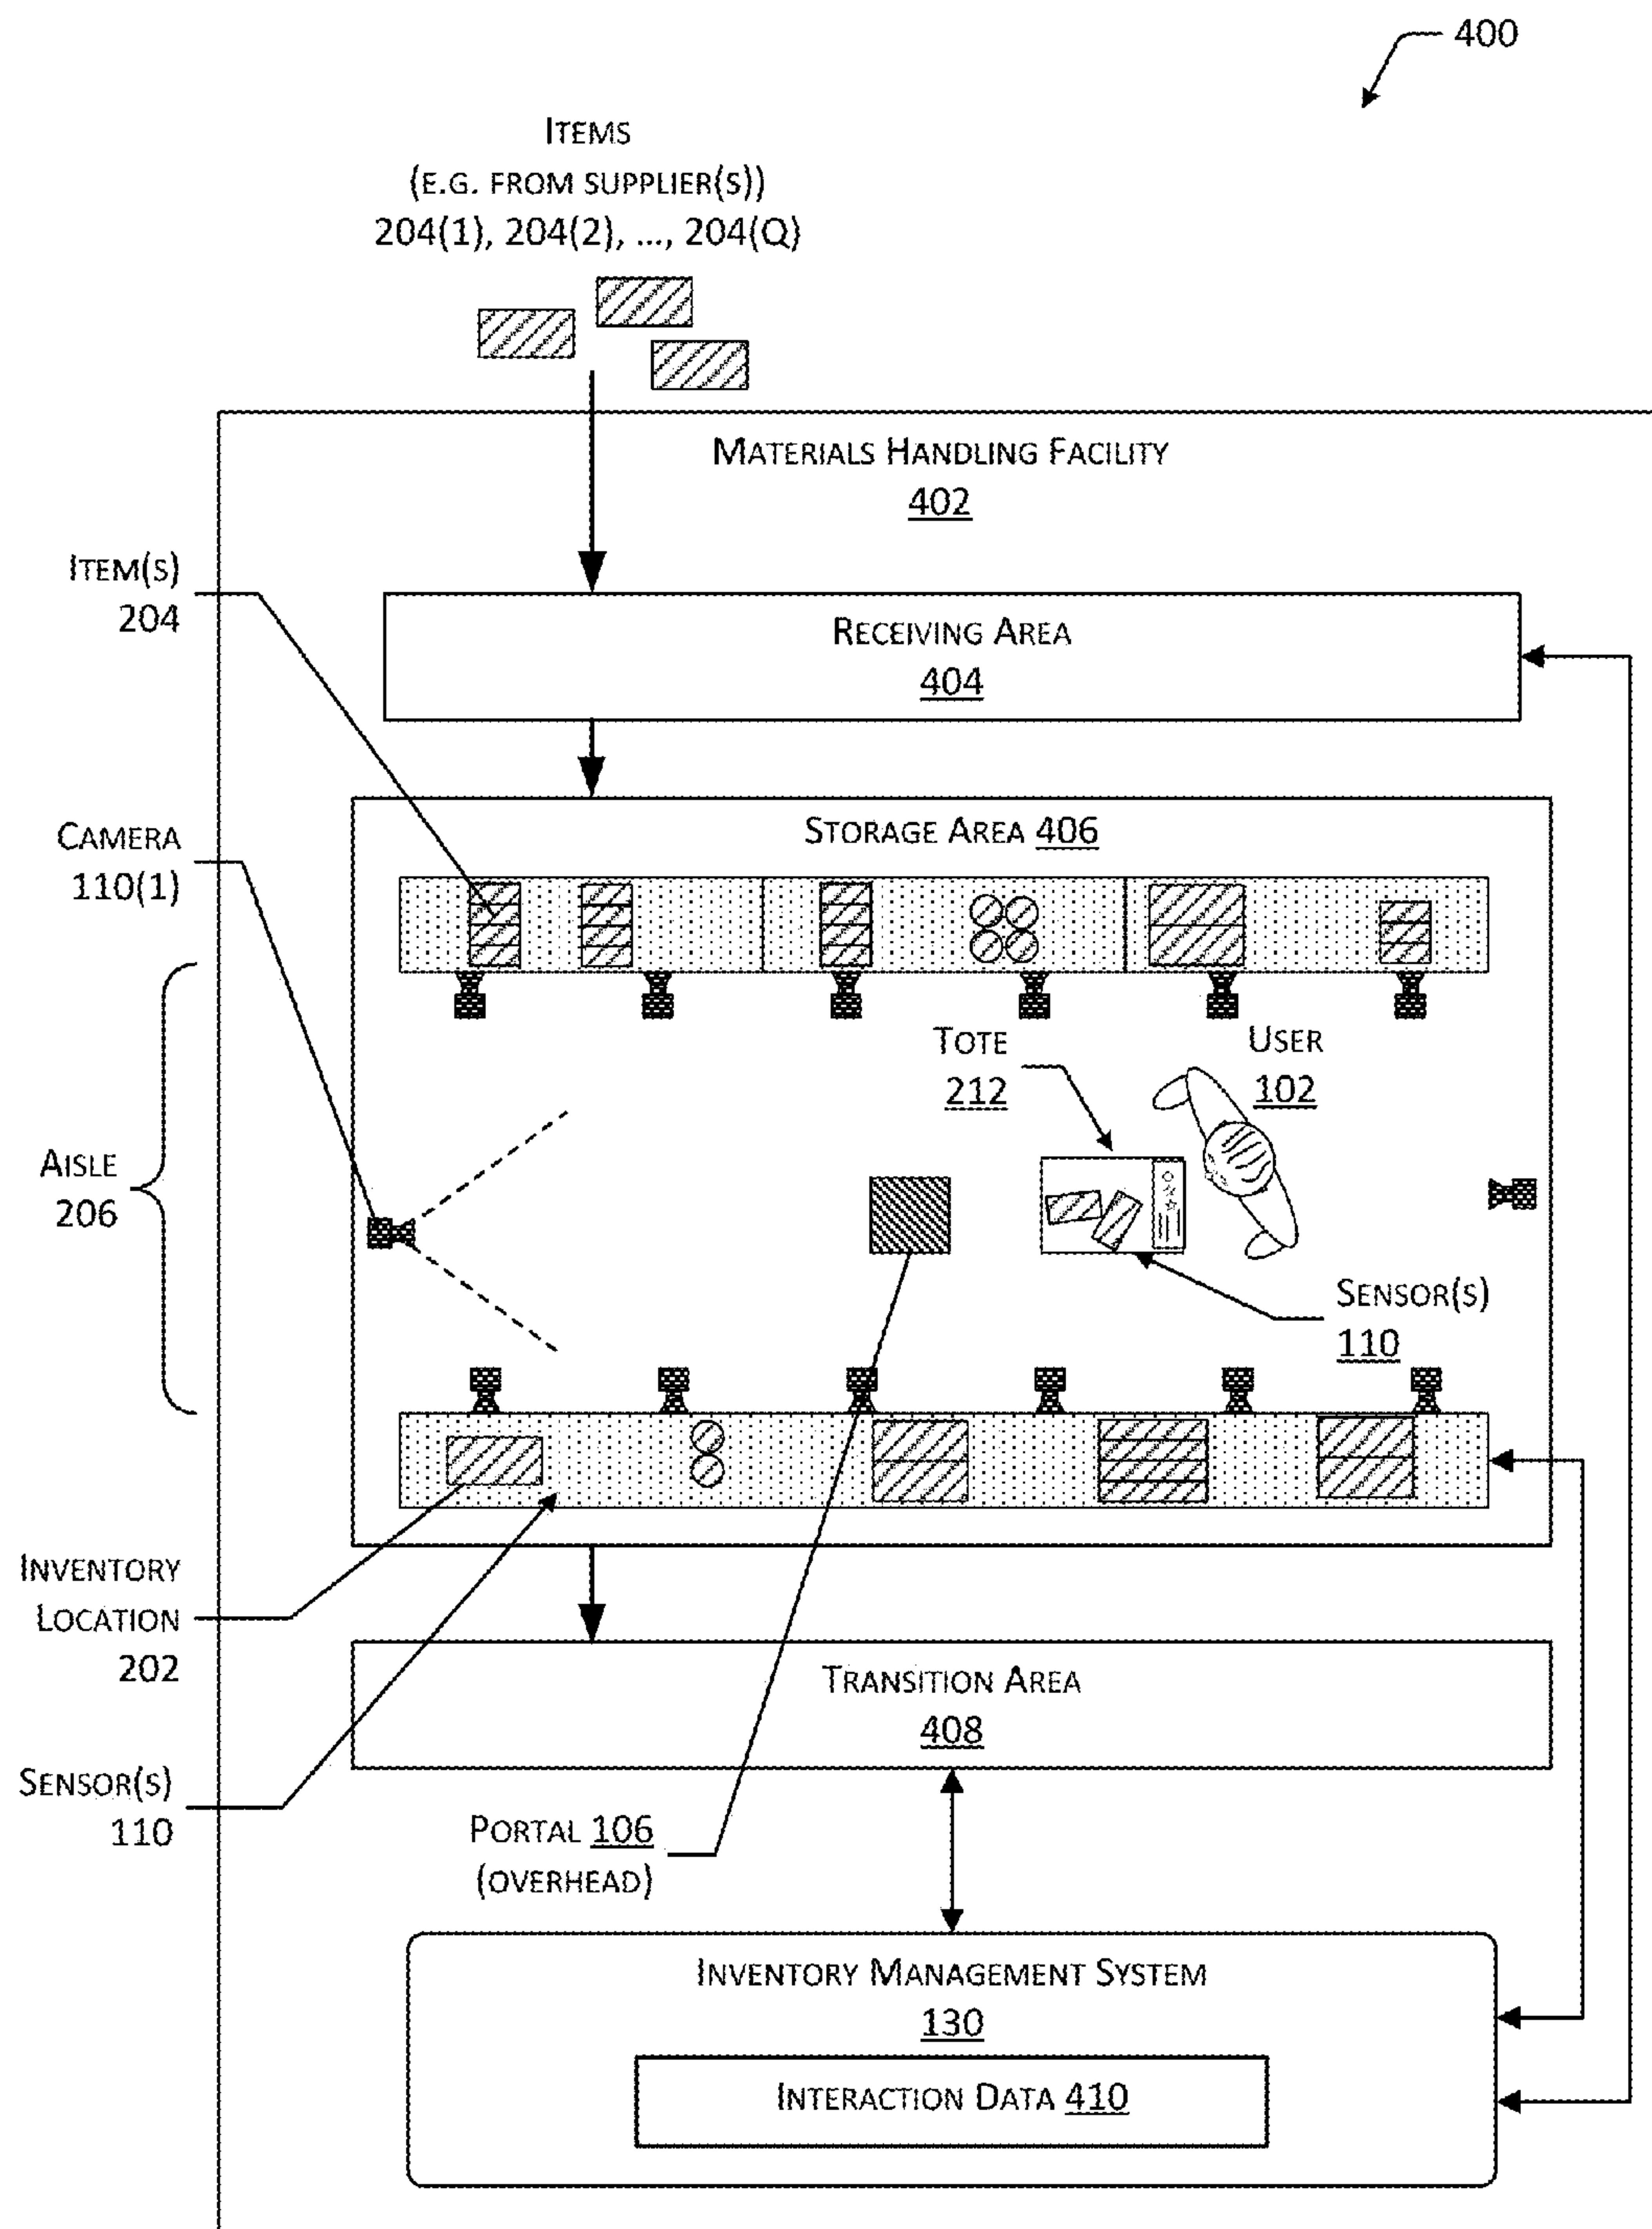 400
ITEMS
(E.G. FROM SUPPLIER(S))
204(1), 204(2), ..., 204(Q)
MATERIALS HANDLING FACILITY
402
ITEM(S)
204
RECEIVING AREA
404
STORAGE AREA 406
CAMERA
110(1)
TOTE
212
USER
102
AISLE
206
SENSOR(S)
110
INVENTORY
LOCATION
202
TRANSITION AREA
408
SENSOR(S)
110
PORTAL 106
(OVERHEAD)
INVENTORY MANAGEMENT SYSTEM
130
INTERACTION DATA 410